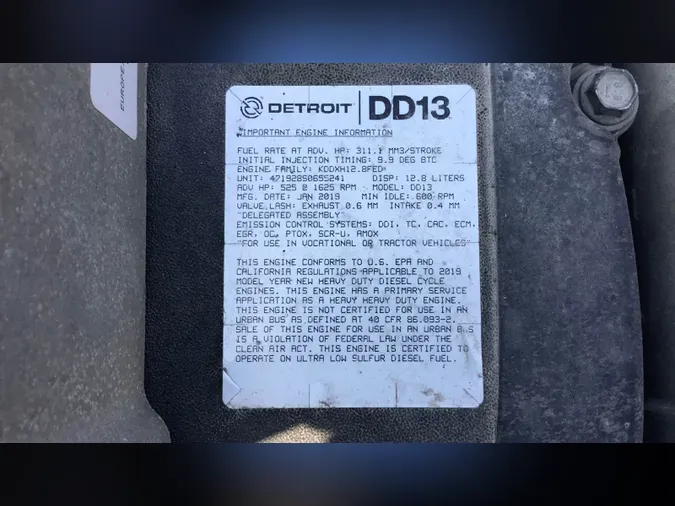 EUROPE
DETROIT DD13
IMPORTANT ENGINE INFORMATION
FUEL RATE AT ADV. HP: 311.1 MM3/STROKE
INITIAL INJECTION TIMING: 9.9 DEG BTC
ENGINE FAMILY: KDDXH12.8FED
UNIT: 471928S0655241 DISP: 12.8 LITERS
ADV HP: 525 @ 1625 RPM MODEL: DD13
MFG. DATE: JAN 2019 MIN IDLE: 600 RPM
VALVE LASH: EXHAUST 0.6 MM INTAKE 0.4 MM
"DELEGATED ASSEMBLY"
EMISSION CONTROL SYSTEMS: DDI, TC, CAC, ECM,
EGR, OC, PTOX, SCR-U, AMOX
"FOR USE IN VOCATIONAL OR TRACTOR VEHICLES"
THIS ENGINE CONFORMS TO U.S. EPA AND
CALIFORNIA REGULATIONS APPLICABLE TO 2019
MODEL YEAR NEW HEAVY DUTY DIESEL CYCLE
ENGINES. THIS ENGINE HAS A PRIMARY SERVICE
APPLICATION AS A HEAVY HEAVY DUTY ENGINE.
THIS ENGINE IS NOT CERTIFIED FOR USE IN AN
URBAN BUS AS DEFINED AT 40 CFR 86.093-2.
SALE OF THIS ENGINE FOR USE IN AN URBAN BUS
IS A VIOLATION OF FEDERAL LAW UNDER THE
CLEAN AIR ACT. THIS ENGINE IS CERTIFIED TO
OPERATE ON ULTRA LOW SULFUR DIESEL FUEL.